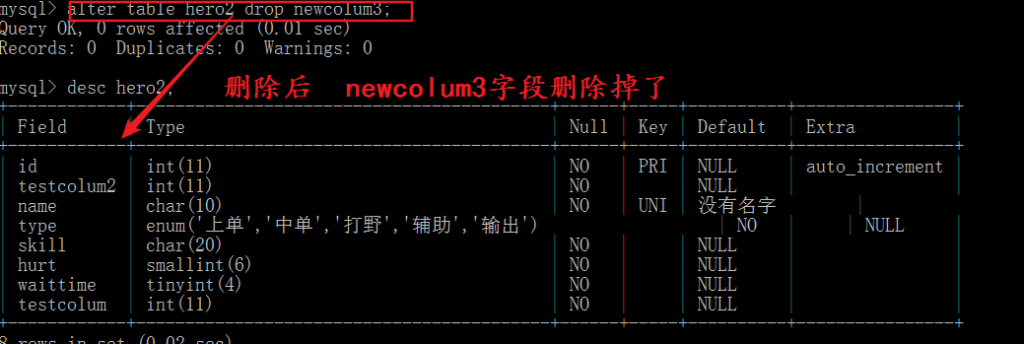 mysql> alter table hero2 drop newcolum3;
Query OK, 0 rows affected (0.01 sec)
Records: 0  Duplicates: 0  Warnings: 0
mysql> desc hero2;
删除后 newcolum3字段删除掉了
| Field | Type | Null | Key | Default | Extra |
| id | int(11) | NO | PRI | NULL | auto_increment
| testcolum2 | int(11) | NO | | NULL |
| name | char(10) | NO | UNI | 没有名字 |
| type | enum('上单','中单','打野','辅助','输出') | NO | | NULL
| skill | char(20) | NO | | NULL |
| hurt | smallint(6) | NO | | NULL |
| waittime | tinyint(4) | NO | | NULL |
| testcolum | int(11) | NO | | NULL |
8 rows in set (0.02 sec)